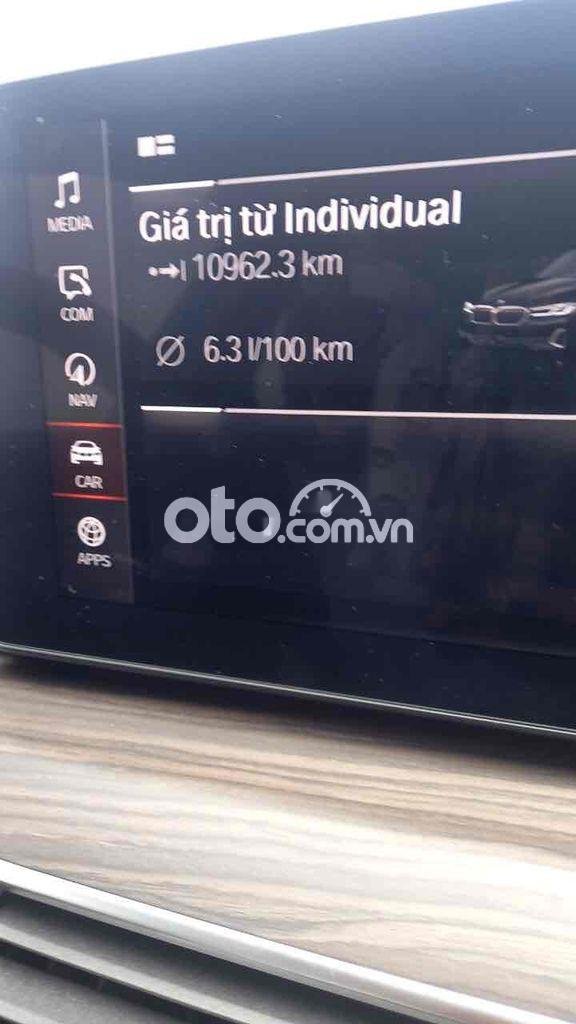 MEDIA
COM
NAV
CAR
APPS
Giá trị từ Individual
10962.3 km
Ø 6.3 l/100 km
oto.com.vn